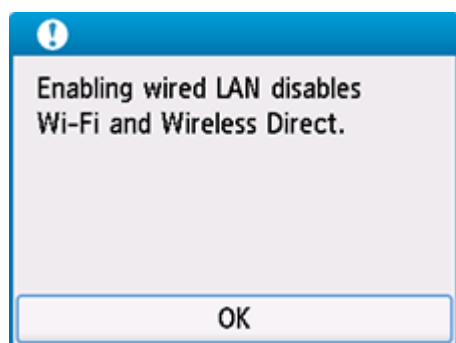 Enabling wired LAN disables
Wi-Fi and Wireless Direct.
OK